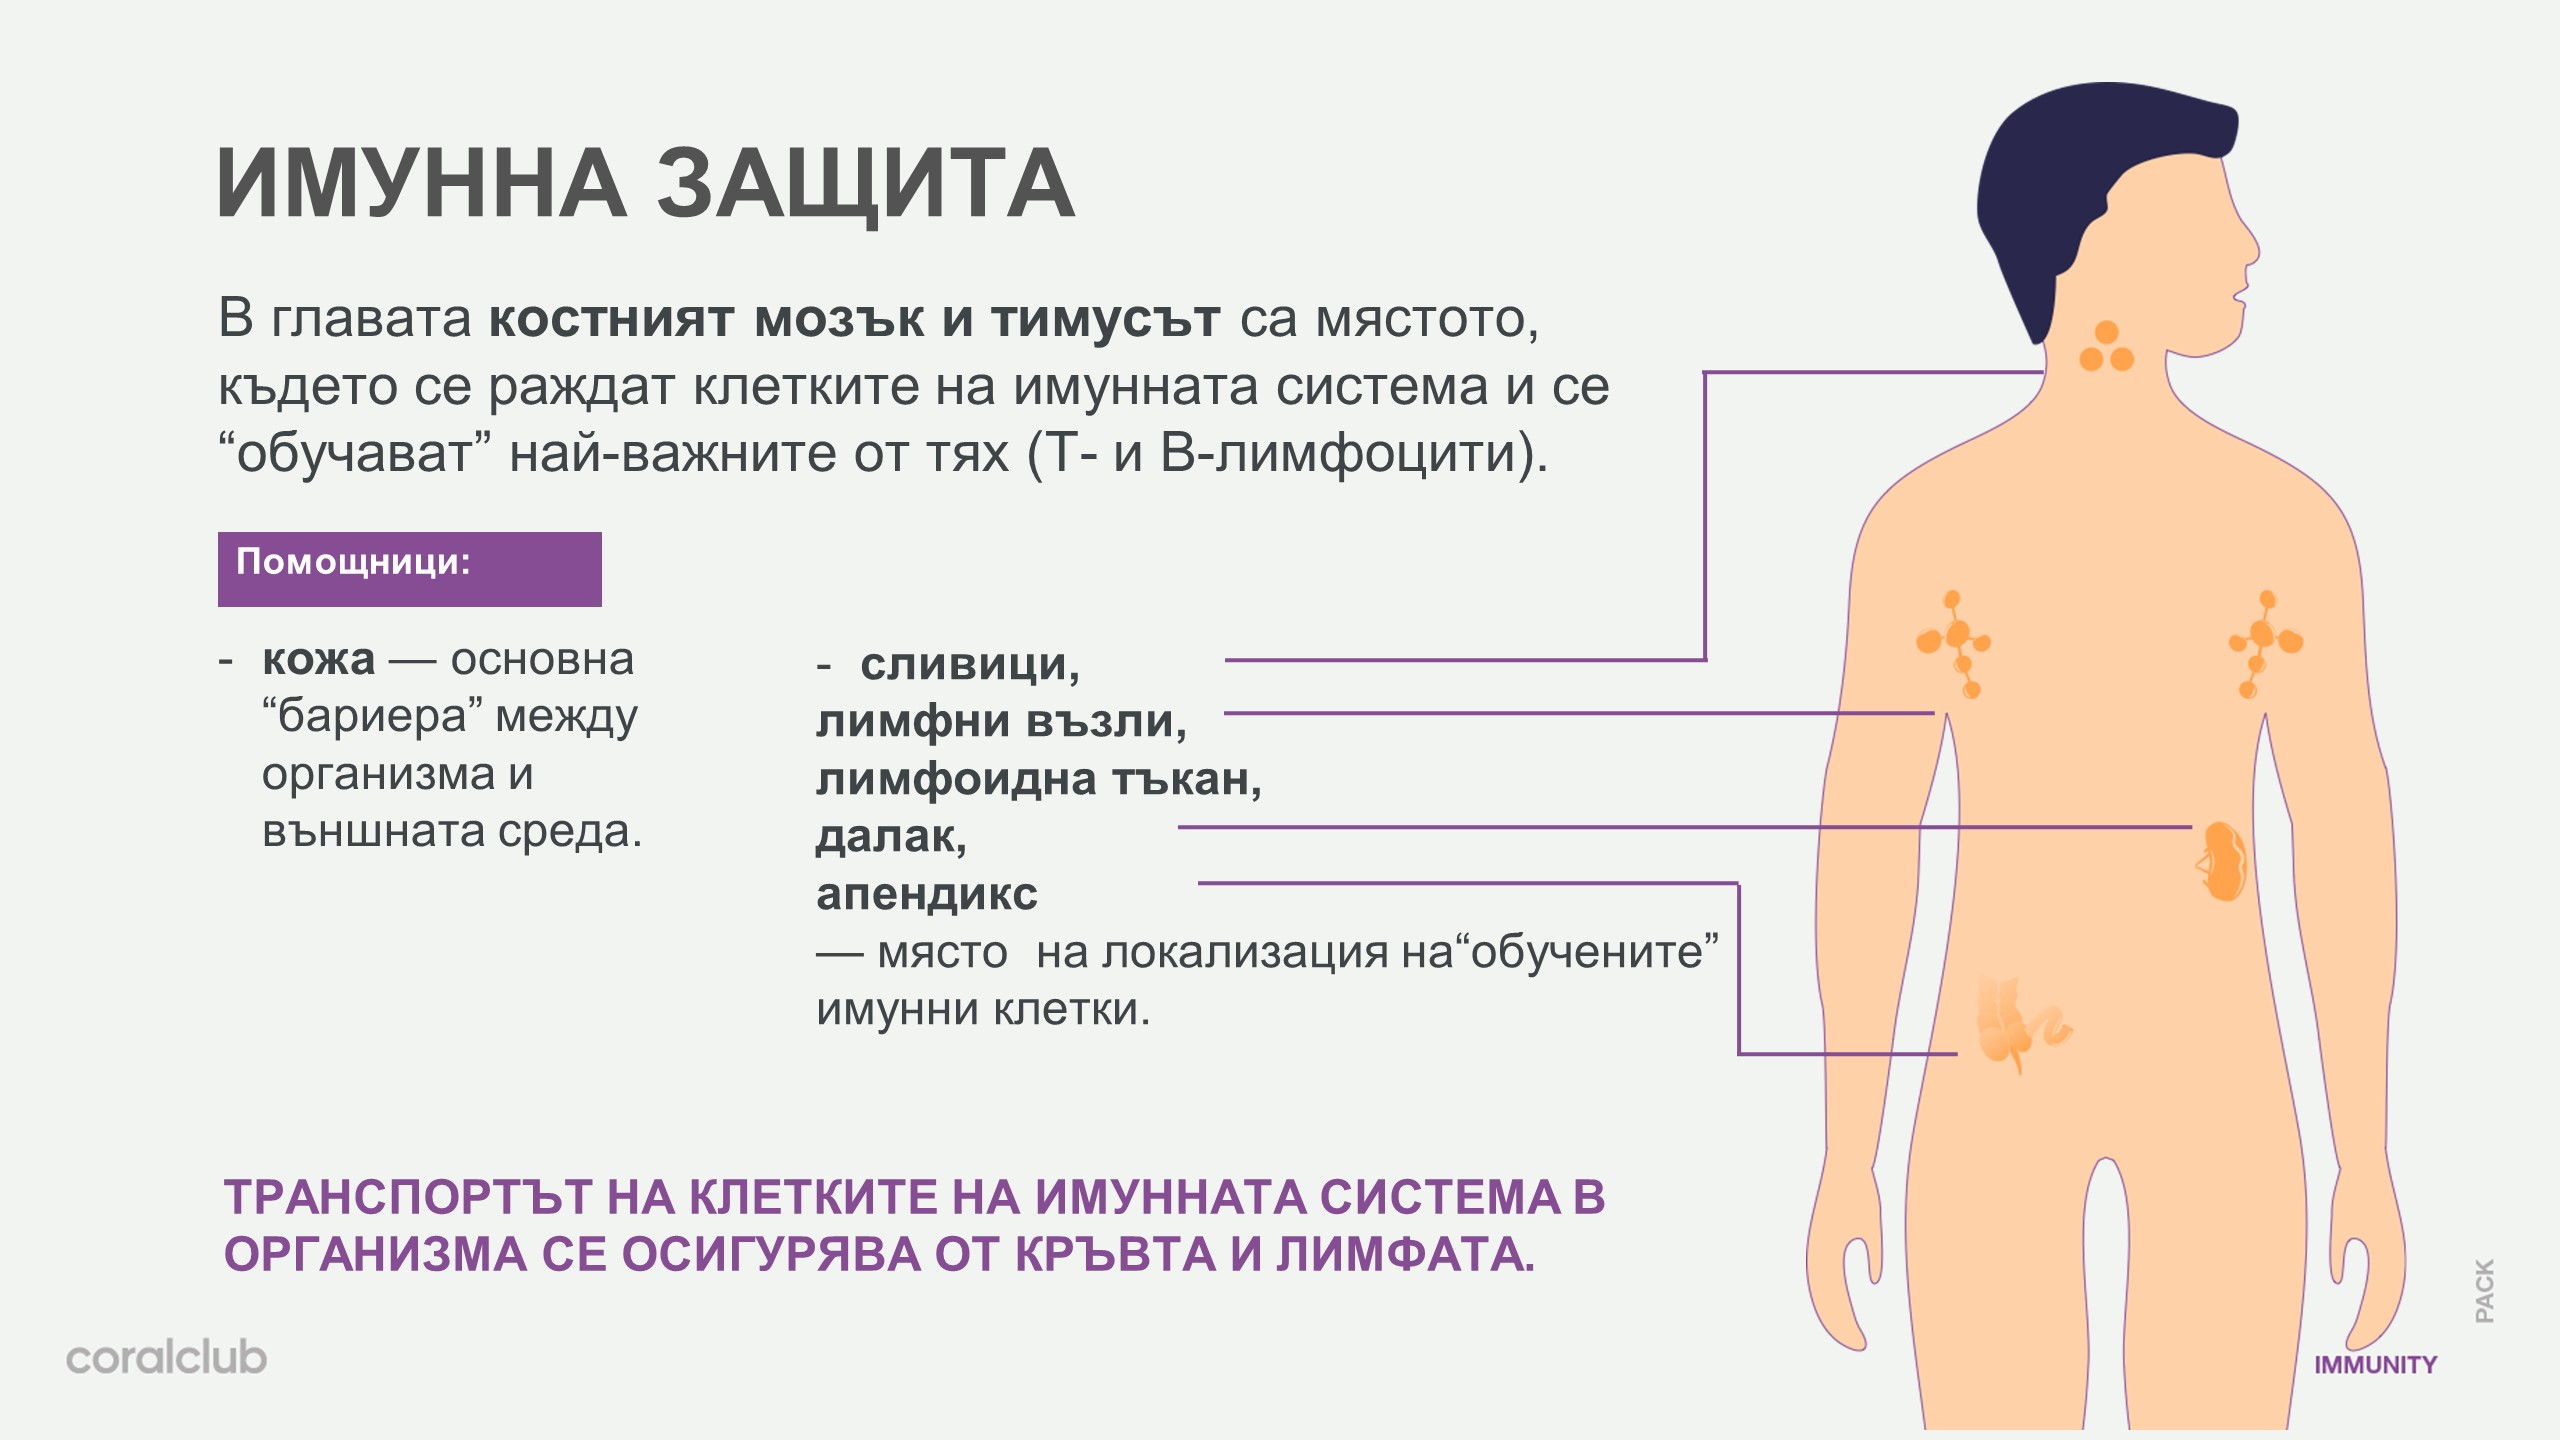 ИМУННА ЗАЩИТА
В главата костният мозък и тимусът са мястото,
където се раждат клетките на имунната система и се
“обучават” най-важните от тях (Т- и В-лимфоцити).
Помощници:
- кожа — основна
“бариера” между
организма и
външната среда.
- сливици,
лимфни възли,
лимфоидна тъкан,
далак,
апендикс
— място на локализация на“обучените”
имунни клетки.
ТРАНСПОРТЪТ НА КЛЕТКИТЕ НА ИМУННАТА СИСТЕМА В
ОРГАНИЗМА СЕ ОСИГУРЯВА ОТ КРЪВТА И ЛИМФАТА.
coralclub
IMMUNITY
PACK